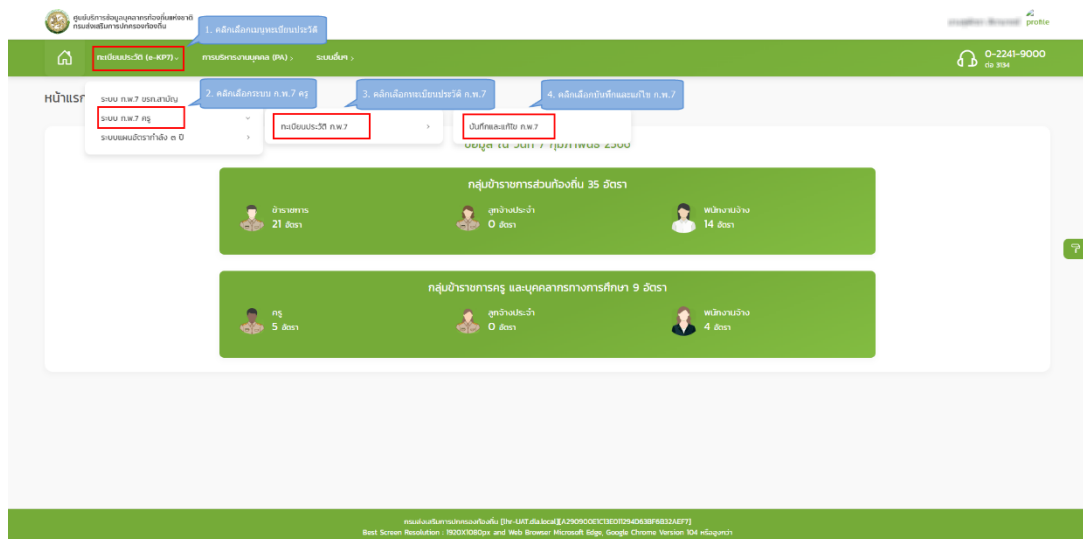 ศูนย์บริการข้อมูลบุคลากรท้องถิ่นแห่งชาติ
กรมส่งเสริมการปกครองท้องถิ่น
profile
1. คลิกเลือกเมนูทะเบียนประวัติ
ทะเบียนประวัติ (e-KP7)
การบริหารงานบุคคล (PA)
ระบบอื่นๆ
0-2241-9000
ต่อ 3134
หน้าแรก
2. คลิกเลือกระบบ ก.พ.7 ครู
3. คลิกเลือกทะเบียนประวัติ ก.พ.7
4. คลิกเลือกบันทึกและแก้ไข ก.พ.7
ระบบ ก.พ.7 ขรก.สามัญ
ระบบ ก.พ.7 ครู
ระบบแผนอัตรากำลัง ๓ ปี
ทะเบียนประวัติ ก.พ.7
บันทึกและแก้ไข ก.พ.7
ข้อมูล ณ วันที่ 7 กุมภาพันธ์ 2566
กลุ่มข้าราชการส่วนท้องถิ่น 35 อัตรา
ข้าราชการ
21 อัตรา
ลูกจ้างประจำ
0 อัตรา
พนักงานจ้าง
14 อัตรา
กลุ่มข้าราชการครู และบุคคลากรทางการศึกษา 9 อัตรา
ครู
5 อัตรา
ลูกจ้างประจำ
0 อัตรา
พนักงานจ้าง
4 อัตรา
กรมส่งเสริมการปกครองท้องถิ่น
Best Screen Resolution : 1920X1080px and Web Browser Microsoft Edge, Google Chrome Version 104 หรือสูงกว่า